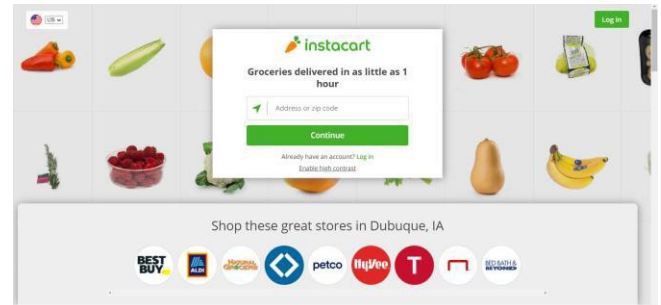 US
Log in
instacart
Groceries delivered in as little as 1
hour
Address or zip code
Continue
Already have an account? Log in
Enable high contrast
Shop these great stores in Dubuque, IA
BEST
BUY
ALDI
NATURAL
GROCERS
petco
HyVee
T
BED BATH &
BEYOND